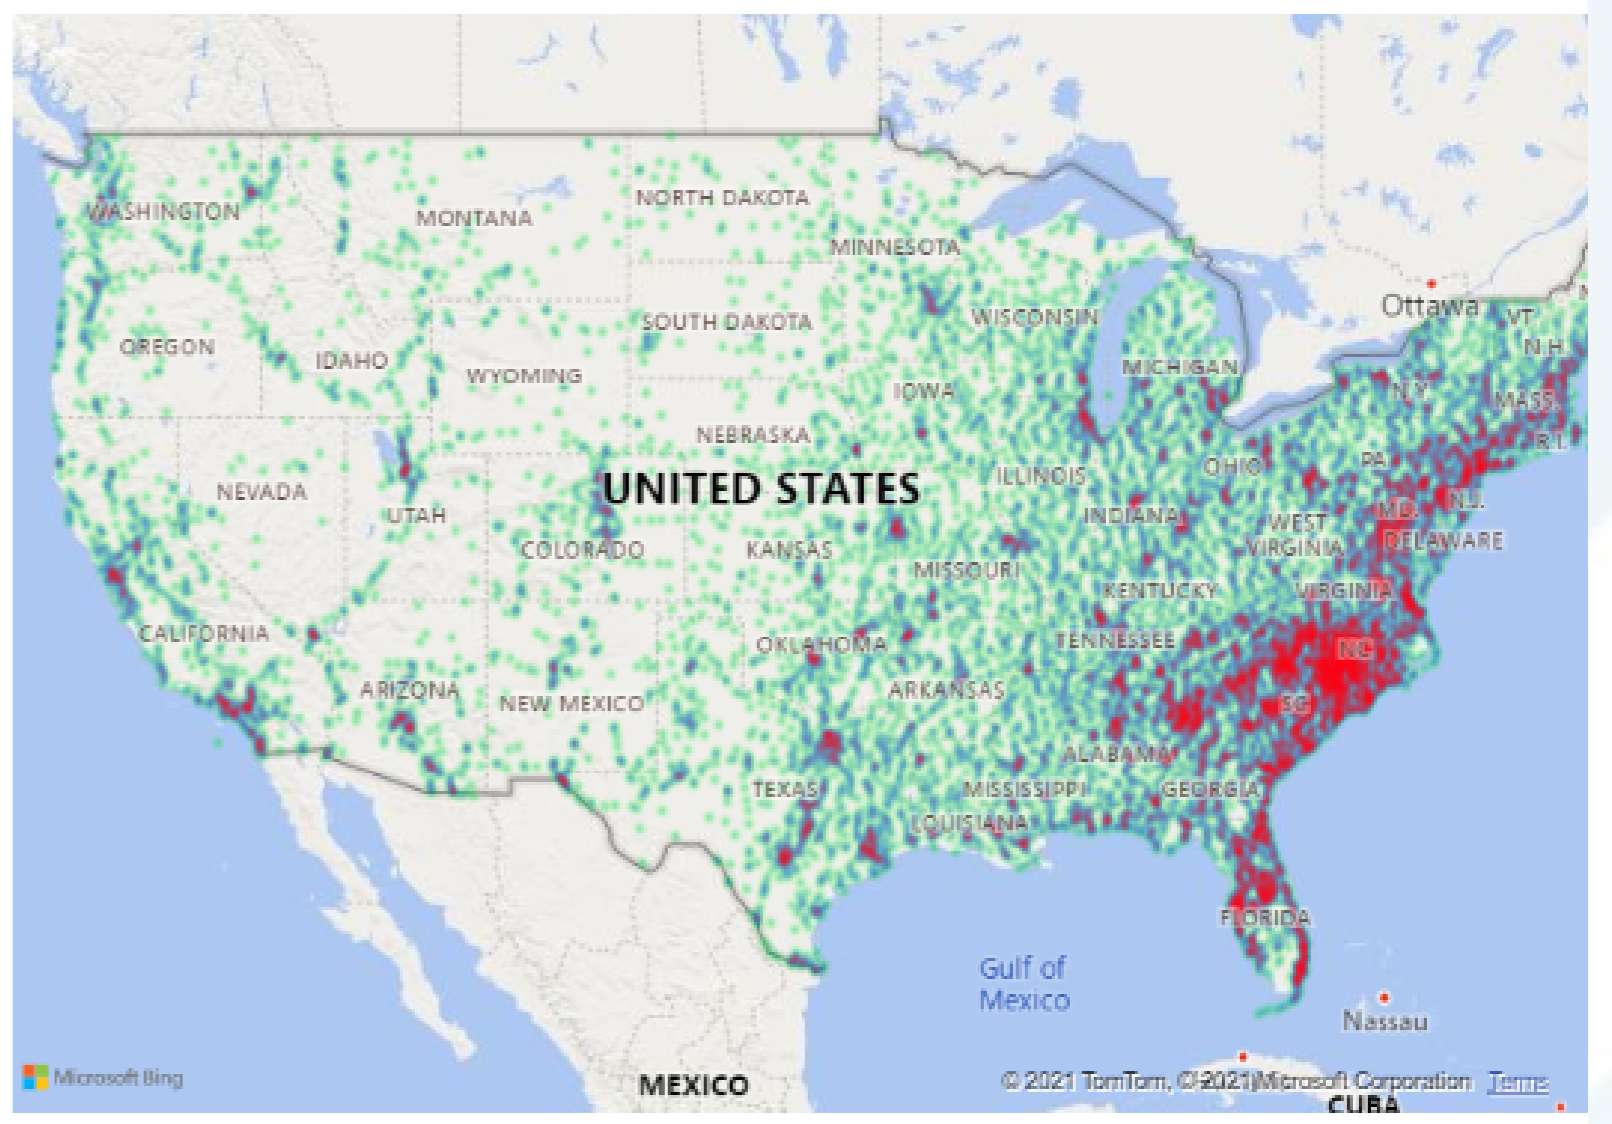 NORTH DAKOTA
WASHINGTON
MONTANA
MINNESOTA
Ottawa
WISCONSIN
VT.
SOUTH DAKOTA
OREGON
N.H.
IDAHO
MICHIGAN
WYOMING
IOWA
N.Y.
MASS.
NEBRASKA
R.I.
PA.
OHIO
ILLINOIS
UNITED STATES
NEVADA
N.J.
MD.
UTAH
INDIANA
WEST
VIRGINIA
DELAWARE
COLORADO
KANSAS
MISSOURI
KENTUCKY
VIRGINIA
CALIFORNIA
OKLAHOMA
TENNESSEE
NC
ARIZONA
ARKANSAS
NEW MEXICO
SC
ALABAMA
TEXAS
MISSISSIPPI
GEORGIA
LOUISIANA
FLORIDA
Gulf of
Mexico
Nassau
Microsoft Bing
MEXICO
© 2021 TomTom, © 2021 Microsoft Corporation Terms
CUBA